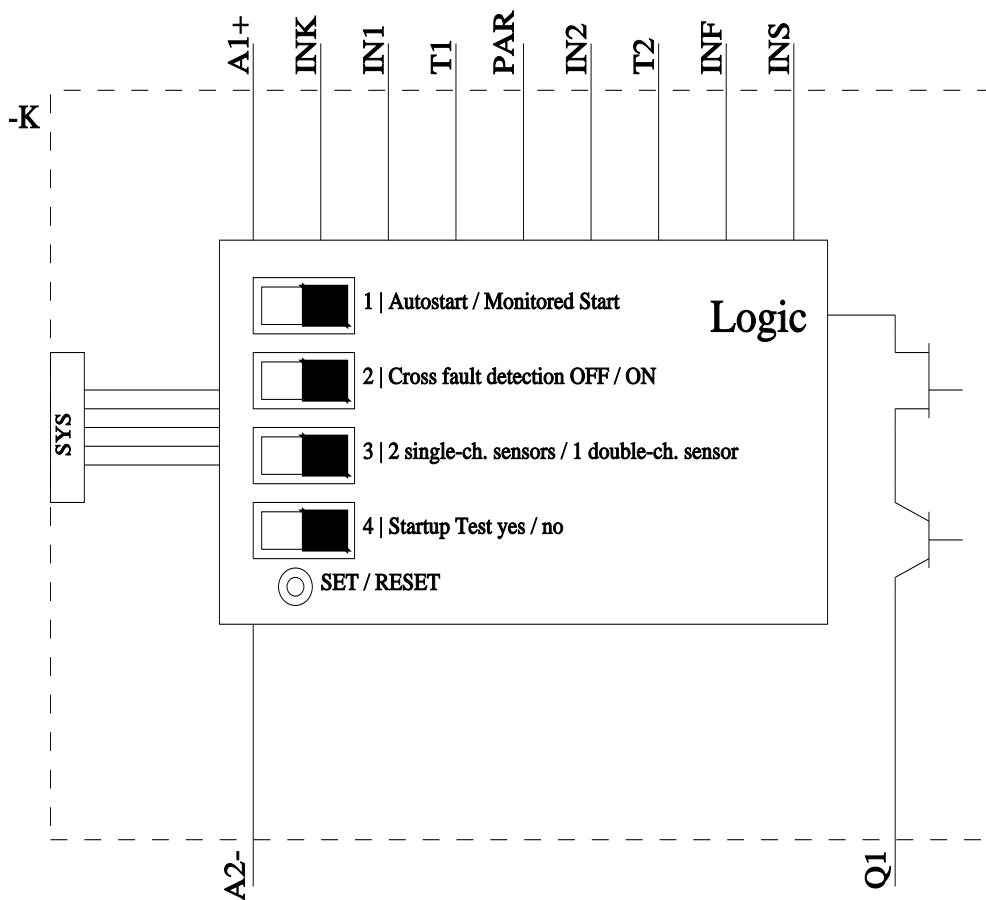 A1+
INK
IN1
T1
PAR
IN2
T2
INF
INS
-K
1 | Autostart / Monitored Start
Logic
2 | Cross fault detection OFF / ON
SYS
3 | 2 single-ch. sensors / 1 double-ch. sensor
4 | Startup Test yes / no
SET / RESET
A2-
Q1